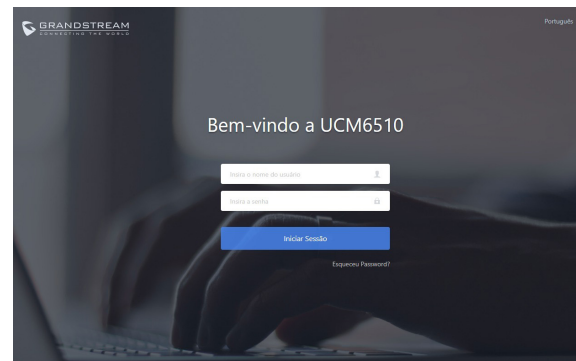 GRANDSTREAM
CONNECTING THE WORLD
Português
Bem-vindo a UCM6510
Insira o nome do usuário
Insira a senha
Iniciar Sessão
Esqueceu Password?